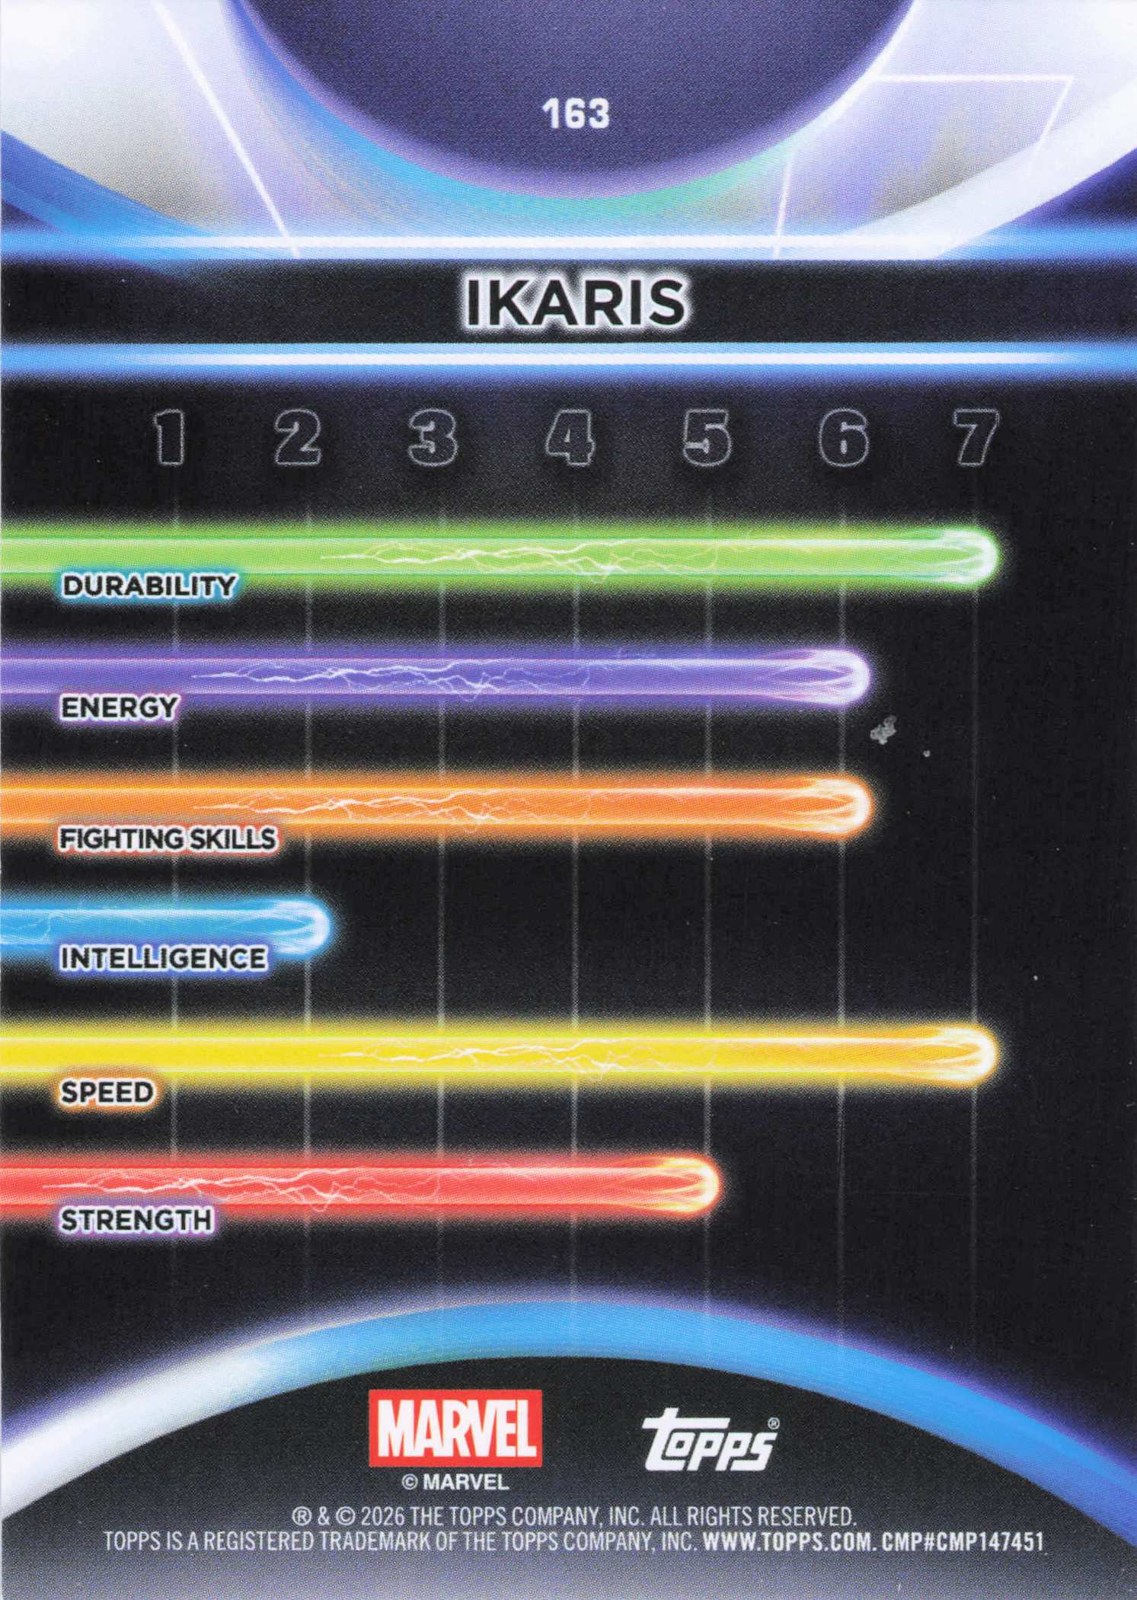 163
IKARIS
1 2 3 4 5 6 7
DURABILITY
ENERGY
FIGHTING SKILLS
INTELLIGENCE
SPEED
STRENGTH
MARVEL
TOPPS®
© MARVEL
® & © 2026 THE TOPPS COMPANY, INC. ALL RIGHTS RESERVED.
TOPPS IS A REGISTERED TRADEMARK OF THE TOPPS COMPANY, INC. WWW.TOPPS.COM. CMP#CMP147451